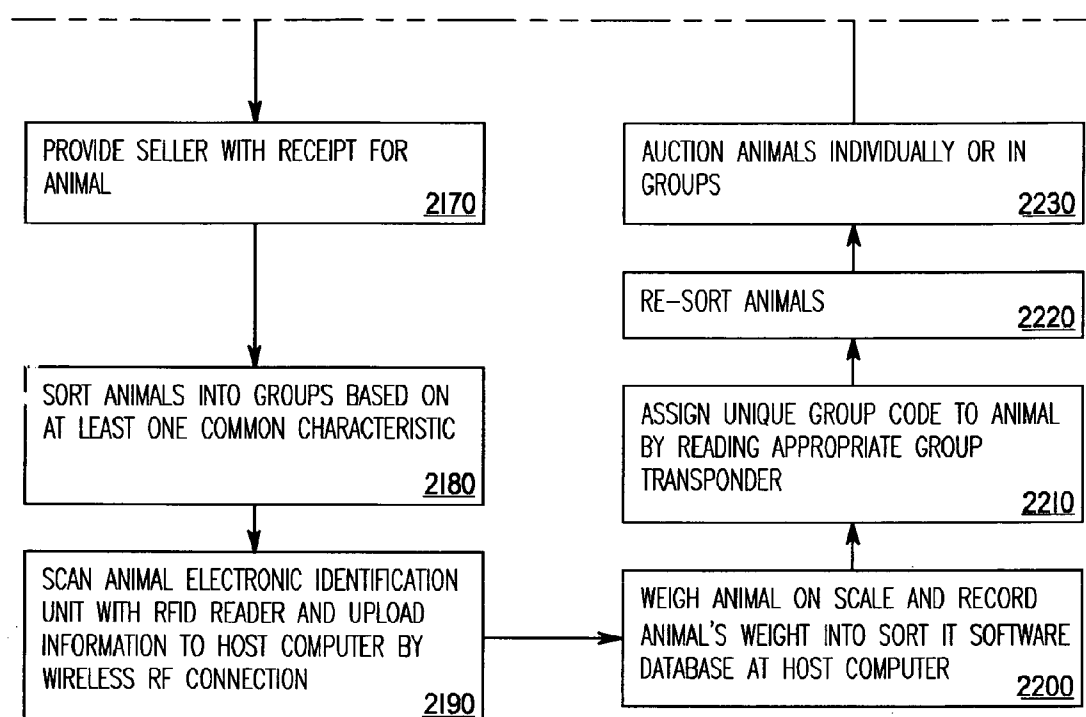 PROVIDE SELLER WITH RECEIPT FOR
ANIMAL
2170
SORT ANIMALS INTO GROUPS BASED ON
AT LEAST ONE COMMON CHARACTERISTIC
2180
SCAN ANIMAL ELECTRONIC IDENTIFICATION
UNIT WITH RFID READER AND UPLOAD
INFORMATION TO HOST COMPUTER BY
WIRELESS RF CONNECTION
2190
WEIGH ANIMAL ON SCALE AND RECORD
ANIMAL'S WEIGHT INTO SORT IT SOFTWARE
DATABASE AT HOST COMPUTER
2200
ASSIGN UNIQUE GROUP CODE TO ANIMAL
BY READING APPROPRIATE GROUP
TRANSPONDER
2210
RE-SORT ANIMALS
2220
AUCTION ANIMALS INDIVIDUALLY OR IN
GROUPS
2230